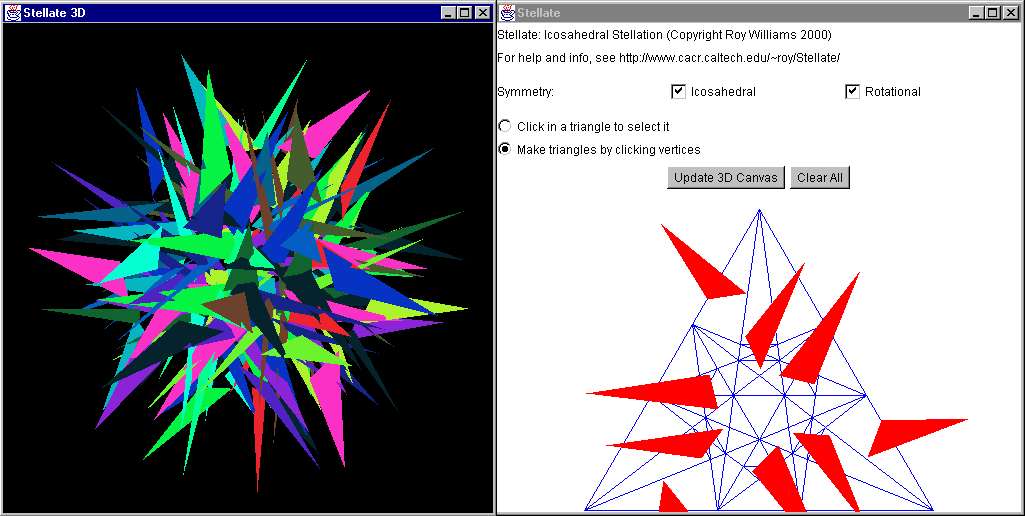 Stellate 3D
Stellate
Stellate: Icosahedral Stellation (Copyright Roy Williams 2000)
For help and info, see http://www.cacr.caltech.edu/~roy/Stellate/
Symmetry: Icosahedral Rotational
Click in a triangle to select it
Make triangles by clicking vertices
Update 3D Canvas Clear All